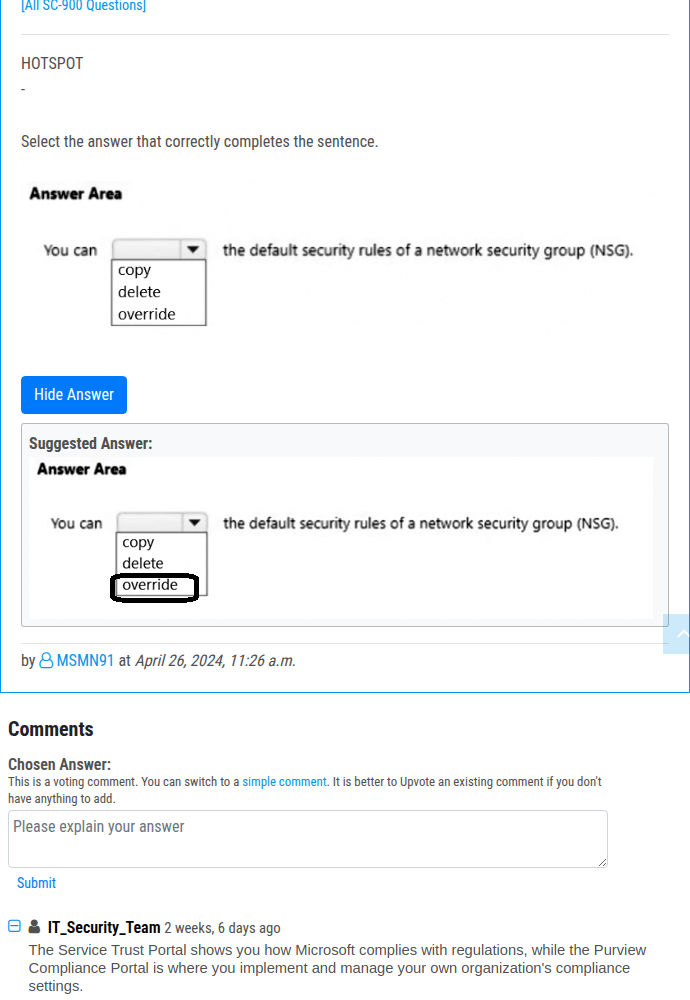 [All SC-900 Questions]
HOTSPOT
-
Select the answer that correctly completes the sentence.
Answer Area
You can the default security rules of a network security group (NSG).
copy
delete
override
Hide Answer
Suggested Answer:
Answer Area
You can the default security rules of a network security group (NSG).
copy
delete
override
by MSMN91 at April 26, 2024, 11:26 a.m.
Comments
Chosen Answer:
This is a voting comment. You can switch to a simple comment. It is better to Upvote an existing comment if you don't
have anything to add.
Please explain your answer
Submit
IT_Security_Team 2 weeks, 6 days ago
The Service Trust Portal shows you how Microsoft complies with regulations, while the Purview
Compliance Portal is where you implement and manage your own organization's compliance
settings.